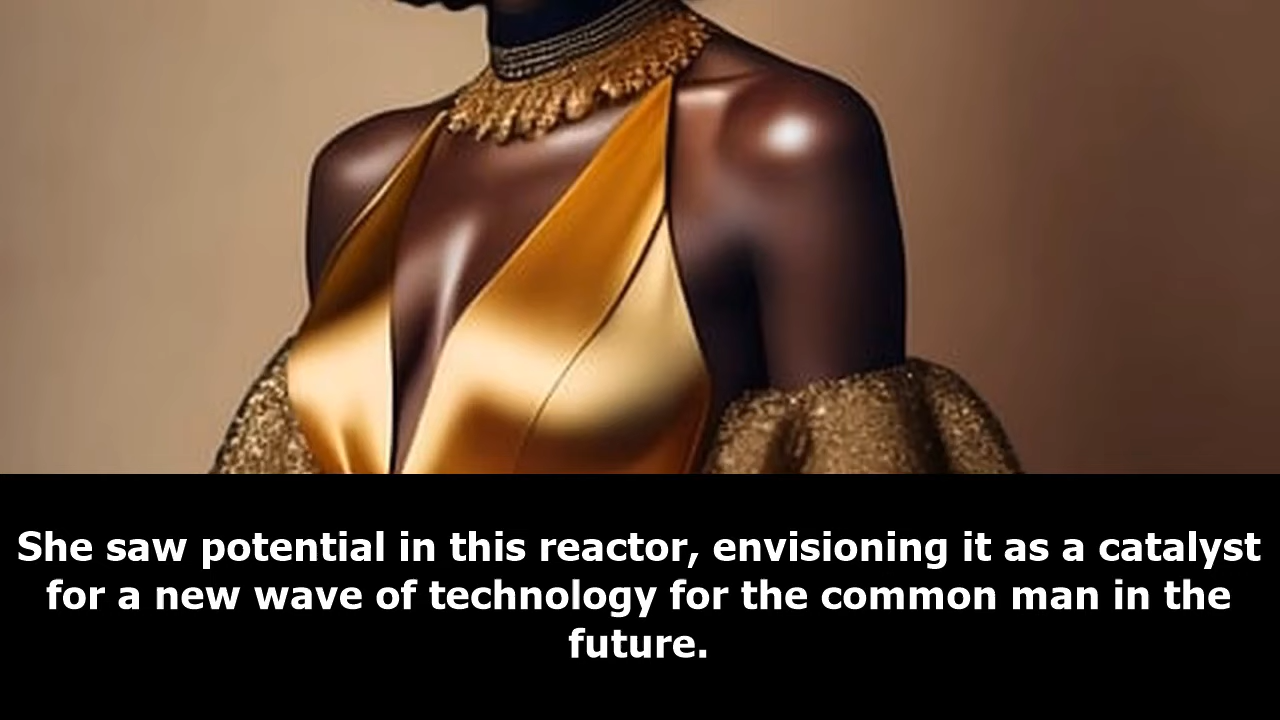 She saw potential in this reactor, envisioning it as a catalyst
for a new wave of technology for the common man in the
future.